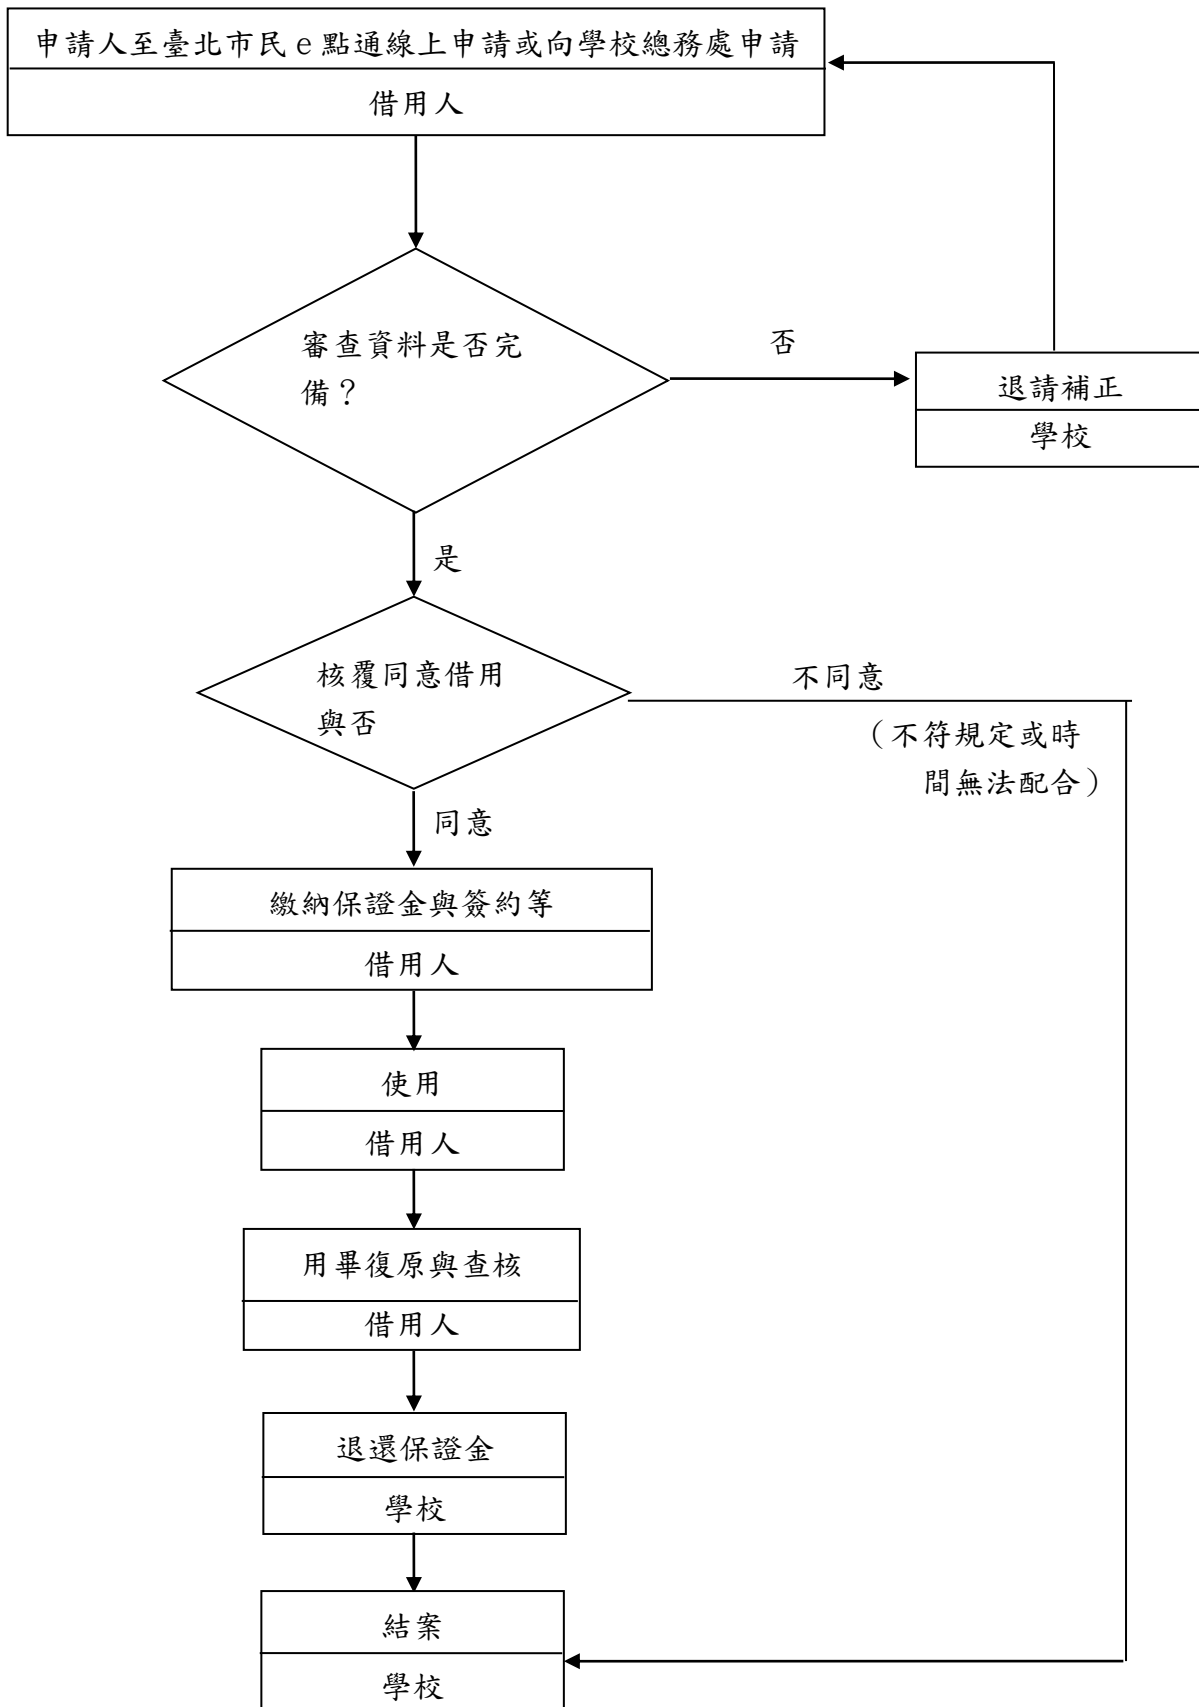 申請人至臺北市民e點通線上申請或向學校總務處申請
借用人
審查資料是否完
備？
否
退請補正
學校
是
核覆同意借用
與否
不同意
（不符規定或時
間無法配合）
同意
繳納保證金與簽約等
借用人
使用
借用人
用畢復原與查核
借用人
退還保證金
學校
結案
學校